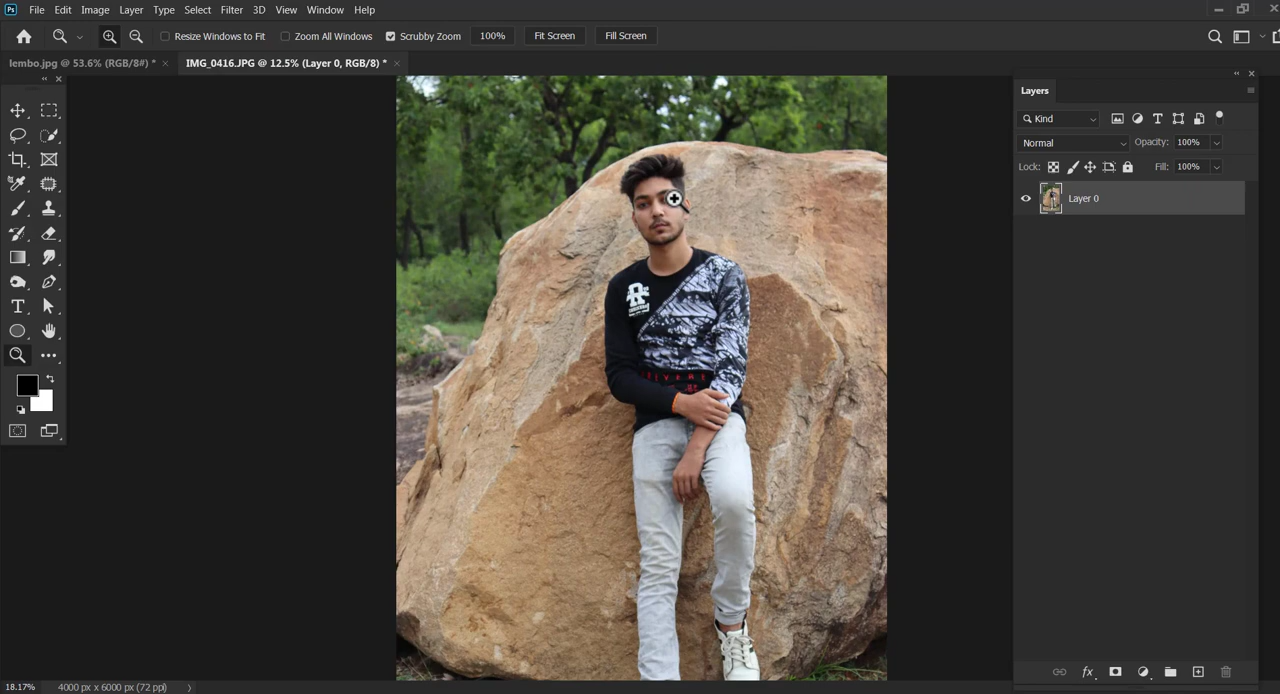 Ps File Edit Image Layer Type Select Filter 3D View Window Help
Resize Windows to Fit Zoom All Windows Scrubby Zoom 100% Fit Screen Fill Screen
lembo.jpg @ 53.6% (RGB/8#) * × IMG_0416.JPG @ 12.5% (Layer 0, RGB/8) * ×
Layers
Kind
Normal Opacity: 100%
Lock: Fill: 100%
Layer 0
T
fx
18.17% 4000 px x 6000 px (72 ppi)